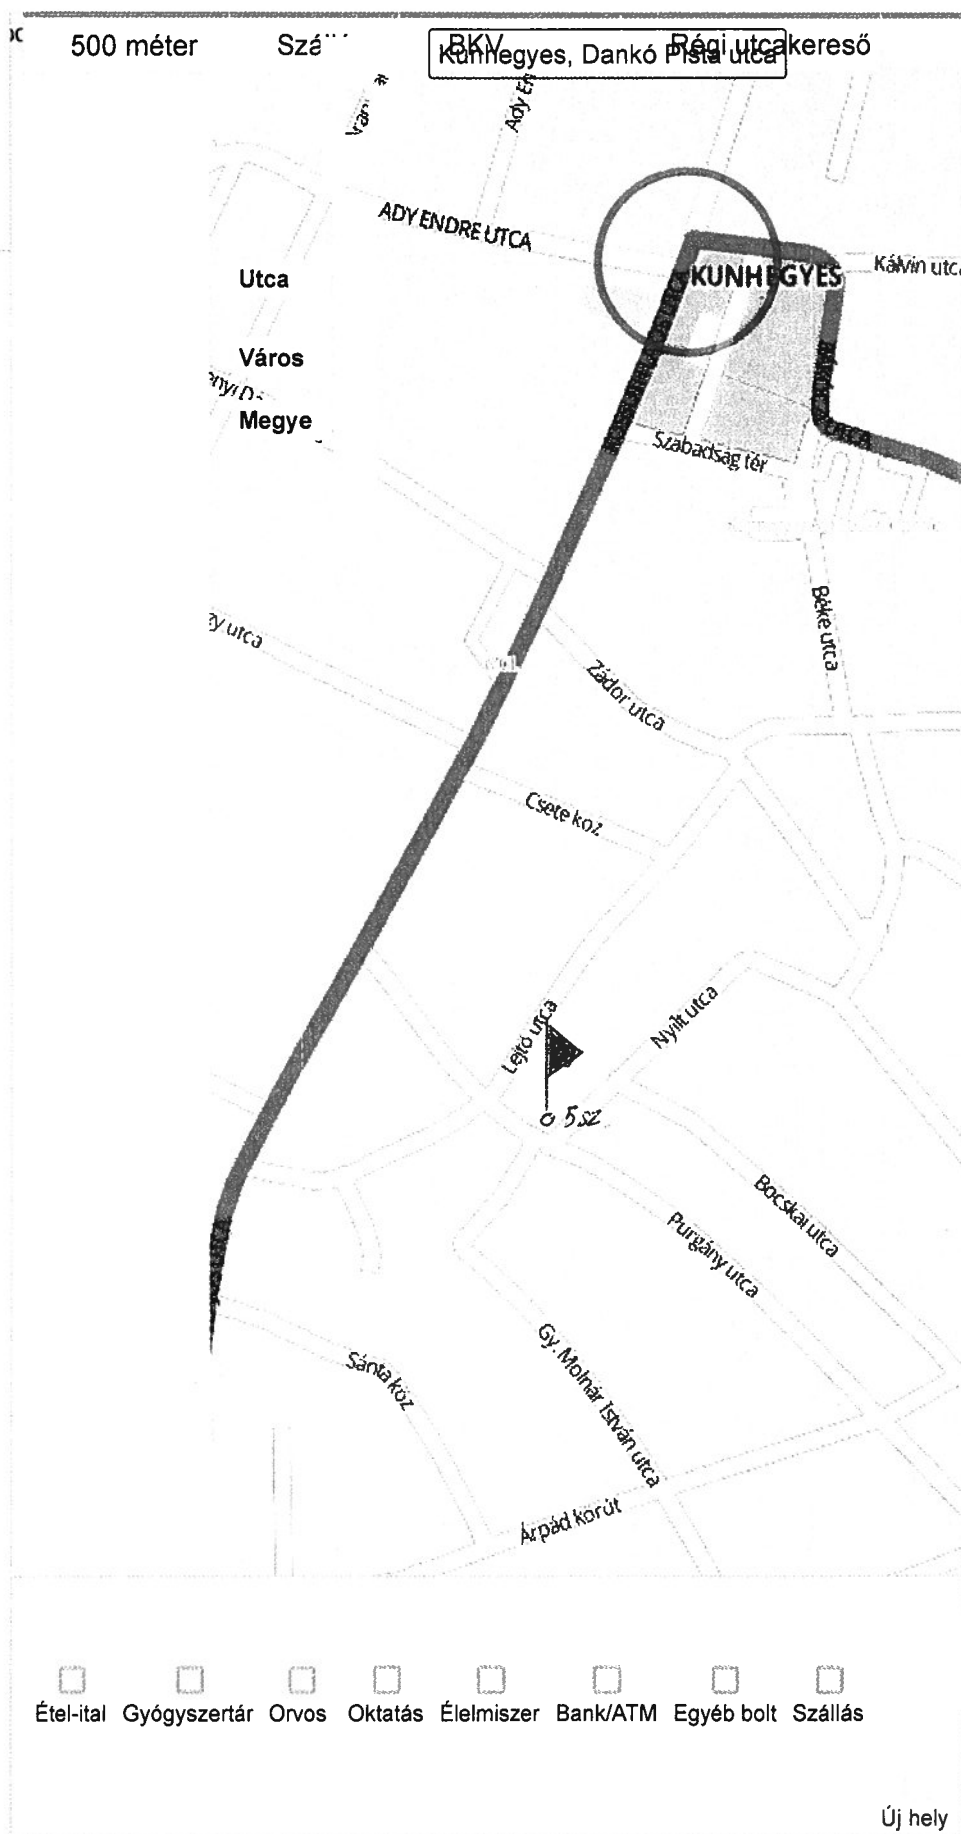 500 méter
BKV
Régi utcakereső
Kunhegyes, Dankó Pista utca
ADY ENDRE UTCA
KUNHEGYES
Kálvin utca
Utca
Város
Megye
Szabadság tér
Béke utca
Zádor utca
Csete köz
Lejtő utca
Nyílt utca
5 sz
Bocskai utca
Purgány utca
Gy. Molnár István utca
Sánta köz
Árpád körút
Étel-ital Gyógyszertár Orvos Oktatás Élelmiszer Bank/ATM Egyéb bolt Szállás
Új hely